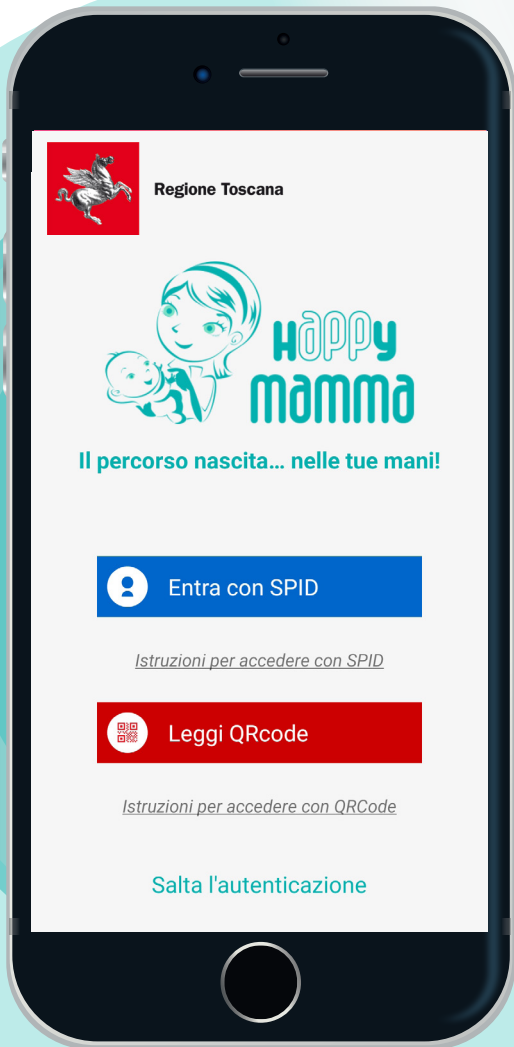 Regione Toscana
Happy
mamma
Il percorso nascita... nelle tue mani!
Entra con SPID
Istruzioni per accedere con SPID
Leggi QRcode
Istruzioni per accedere con QRCode
Salta l'autenticazione